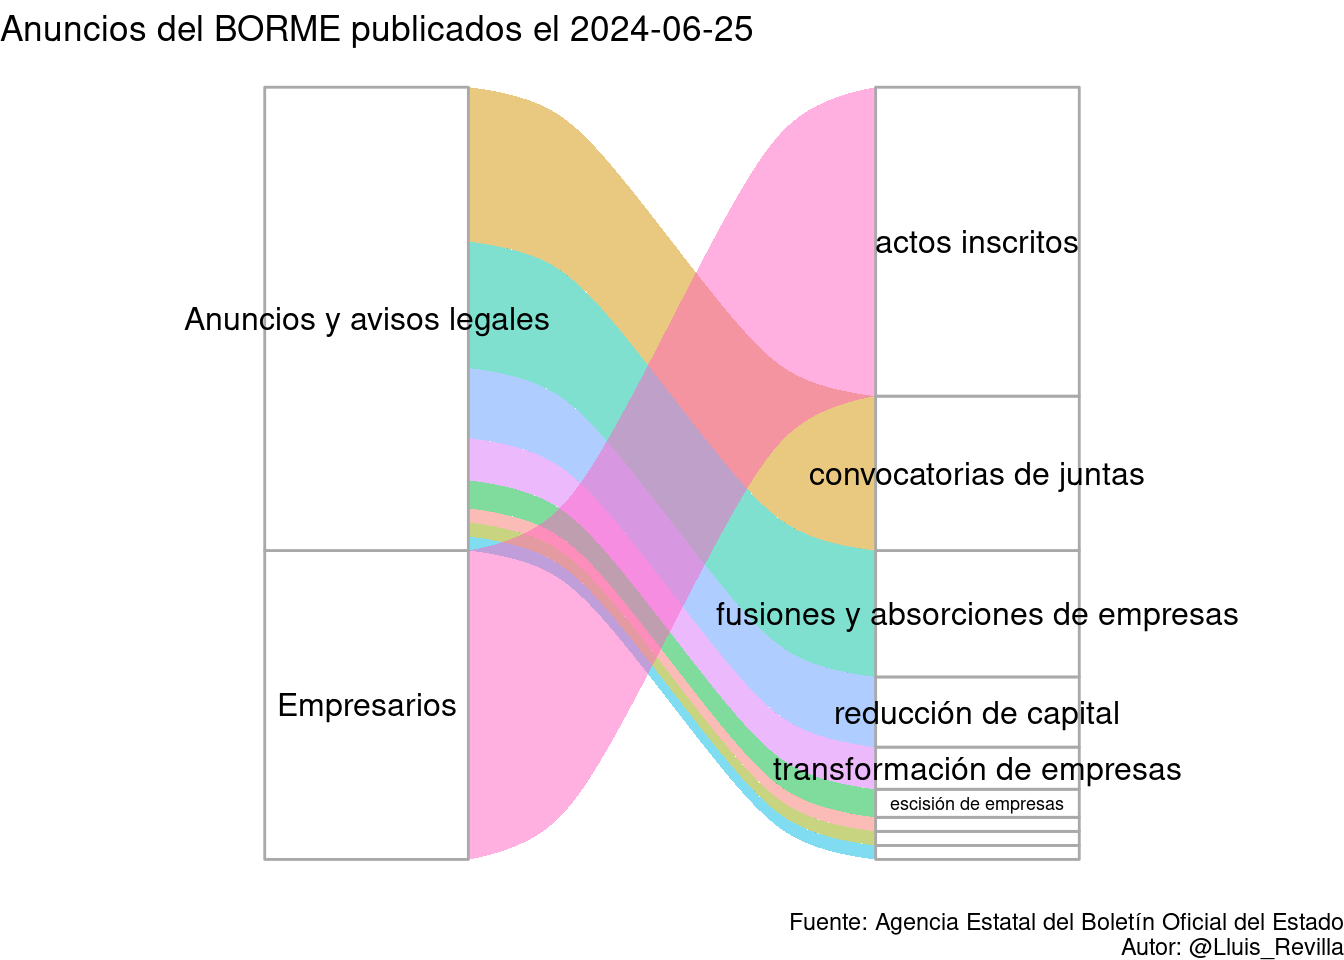 Anuncios del BORME publicados el 2024-06-25
actos inscritos
Anuncios y avisos legales
convocatorias de juntas
fusiones y absorciones de empresas
Empresarios
reducción de capital
transformación de empresas
escisión de empresas
Fuente: Agencia Estatal del Boletín Oficial del Estado
Autor: @Lluis_Revilla